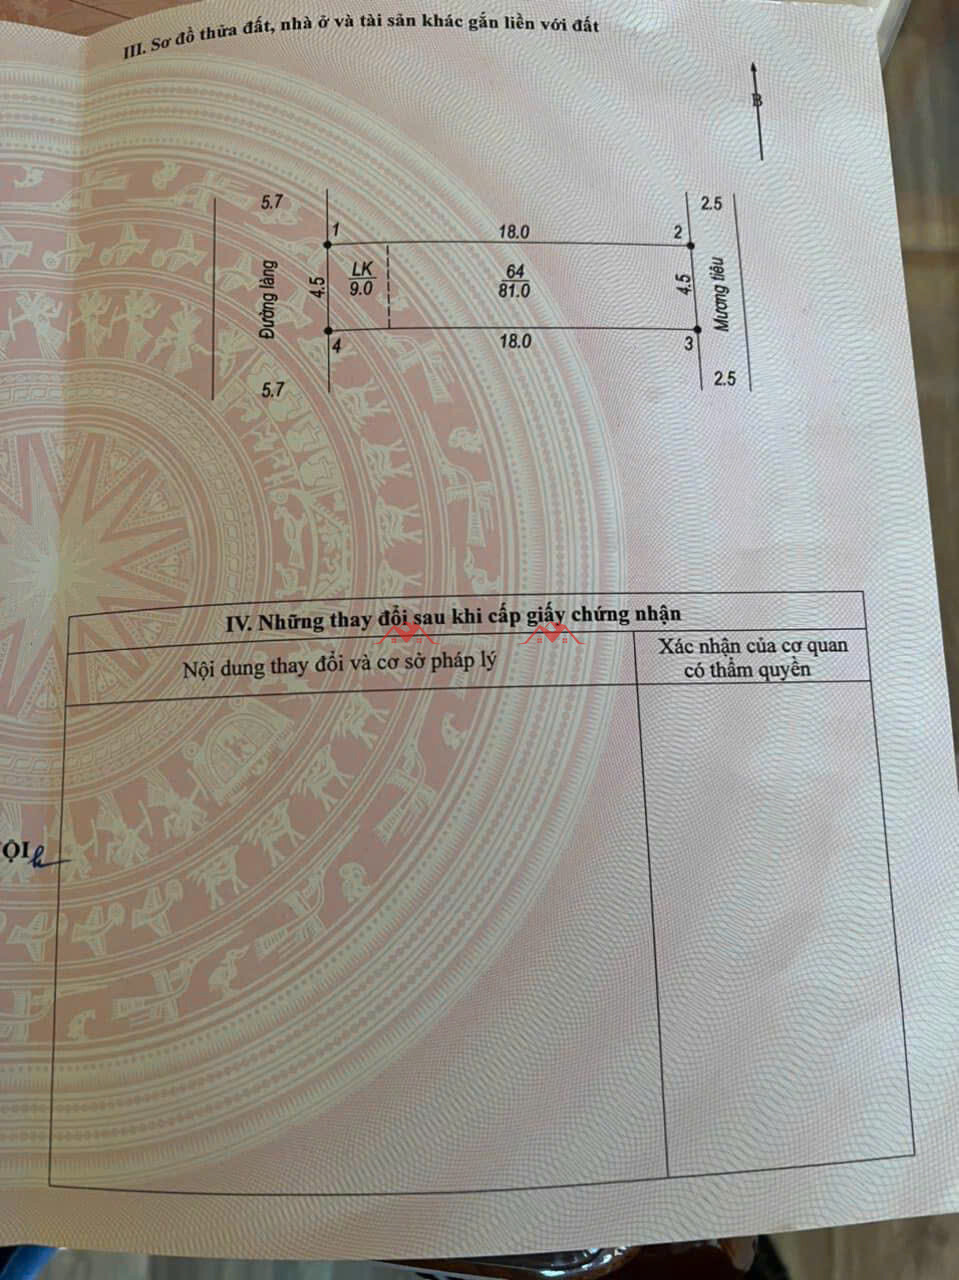 III. Sơ đồ thửa đất, nhà ở và tài sản khác gắn liền với đất
B
5.7
2.5
1
18.0
2
Đường làng
4.5
LK
9.0
64
81.0
4.5
Mương tiêu
4
18.0
3
5.7
2.5
IV. Những thay đổi sau khi cấp giấy chứng nhận
Nội dung thay đổi và cơ sở pháp lý
Xác nhận của cơ quan
có thẩm quyền
ỘI